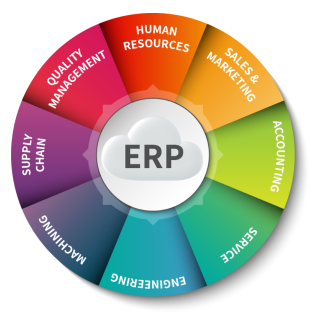 HUMAN
RESOURCES
SALES &
MARKETING
ACCOUNTING
SERVICE
ENGINEERING
MACHINING
SUPPLY
CHAIN
QUALITY
MANAGEMENT
ERP